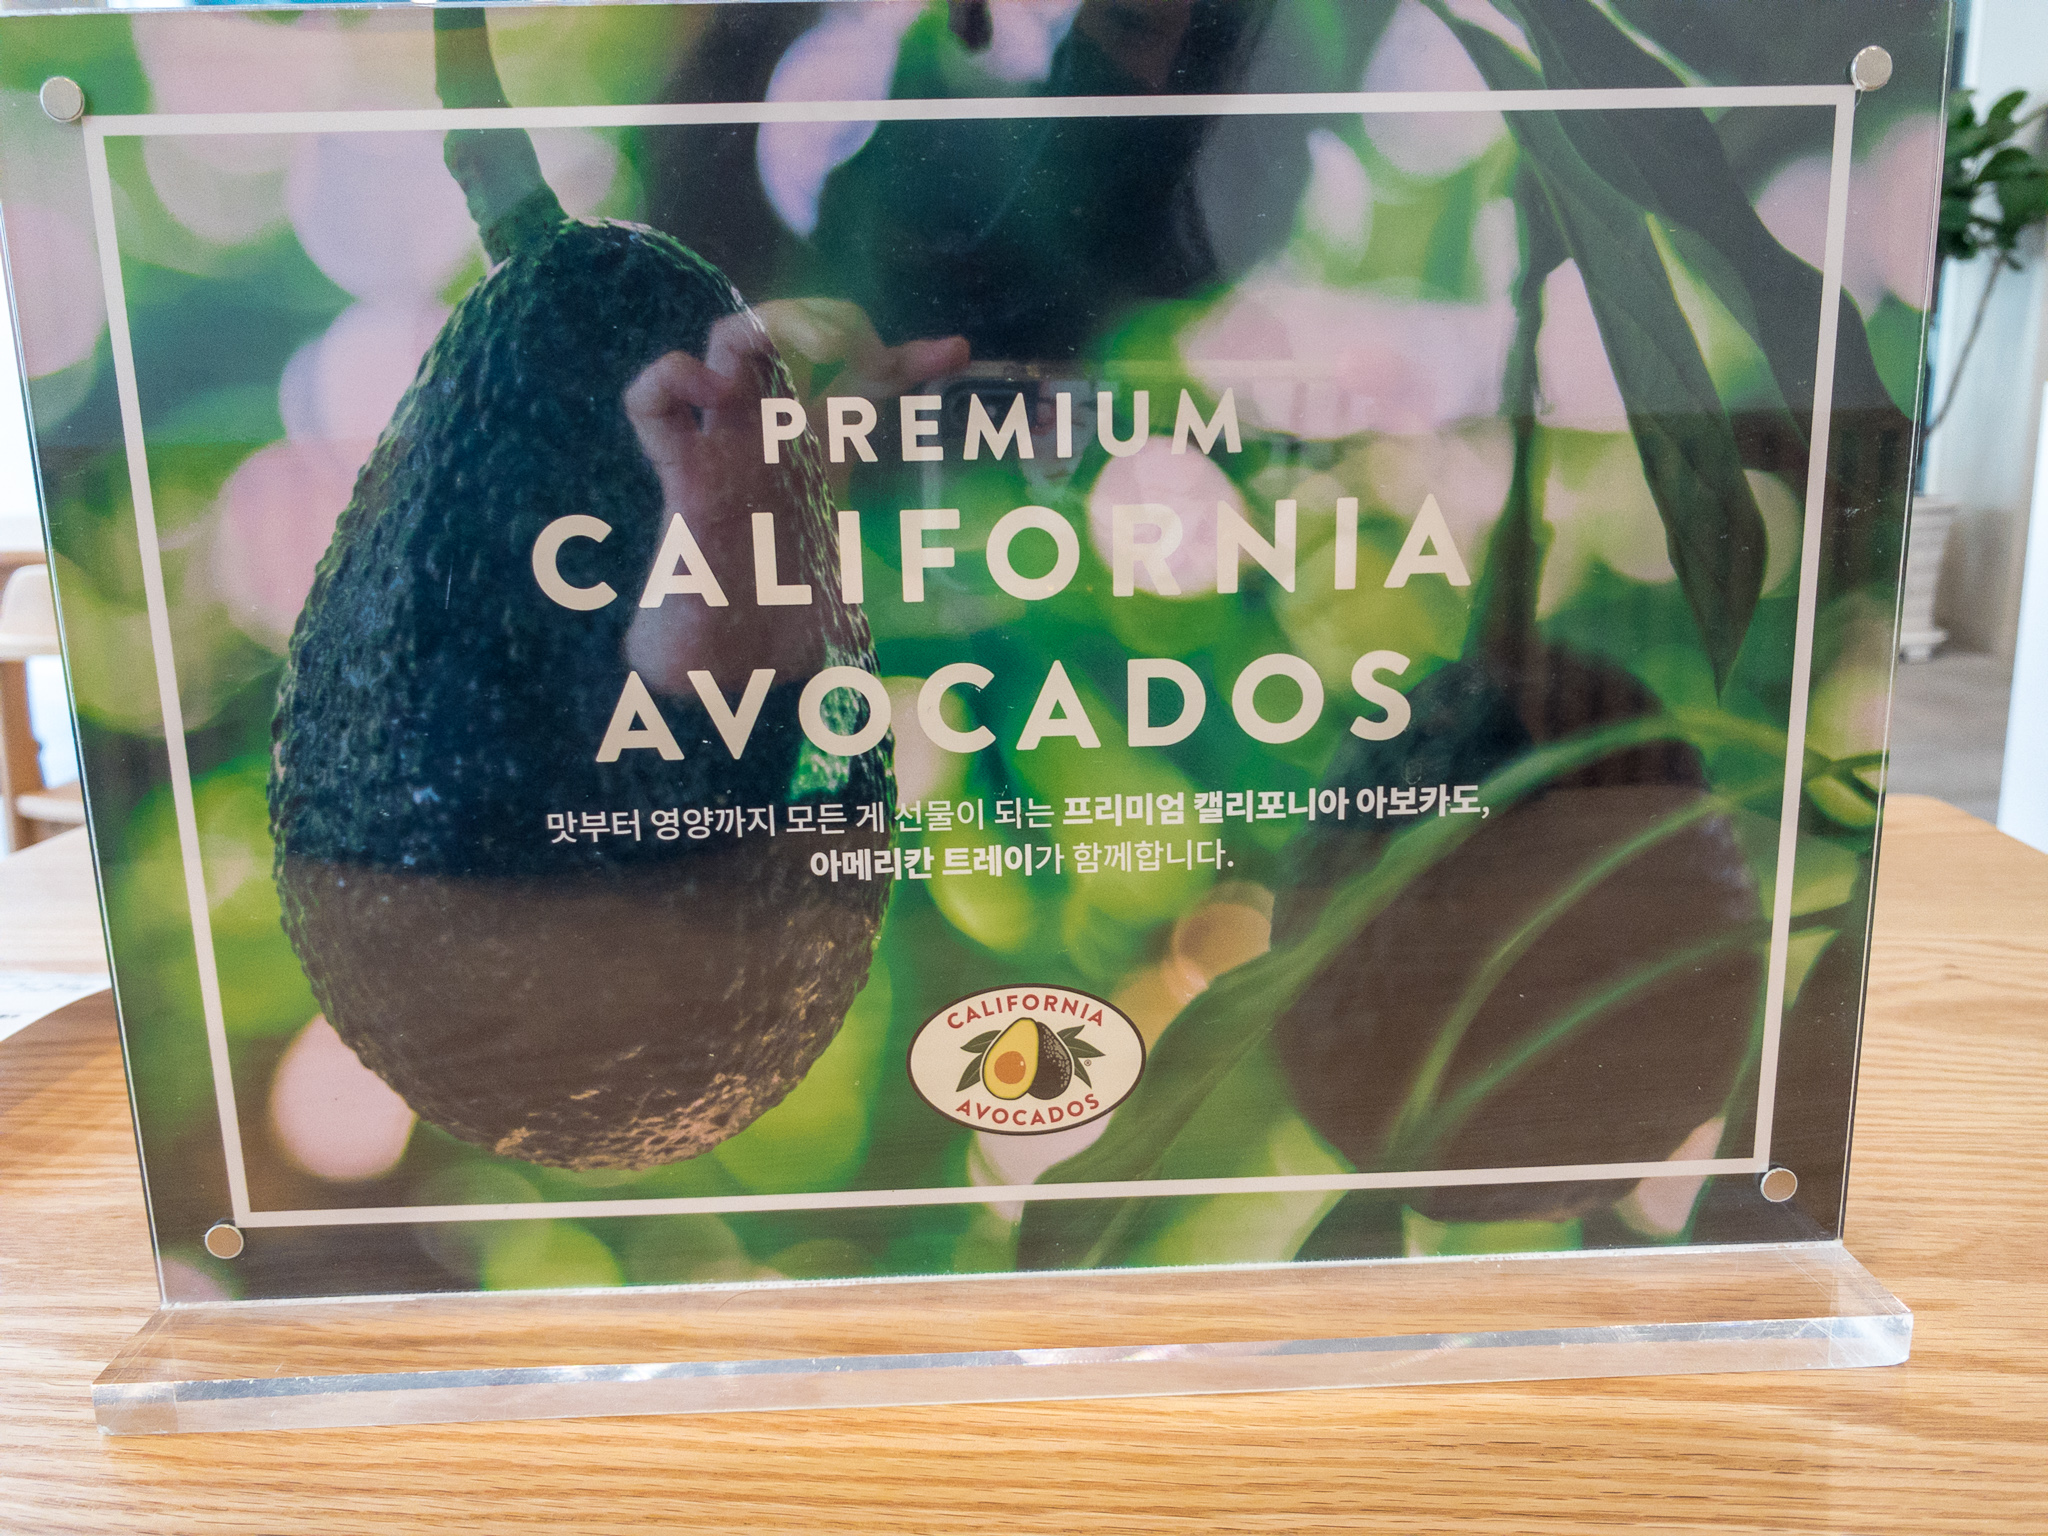 PREMIUM
CALIFORNIA
AVOCADOS
맛부터 영양까지 모든 게 선물이 되는 프리미엄 캘리포니아 아보카도,
아메리칸 트레이가 함께합니다.
CALIFORNIA
®
AVOCADOS